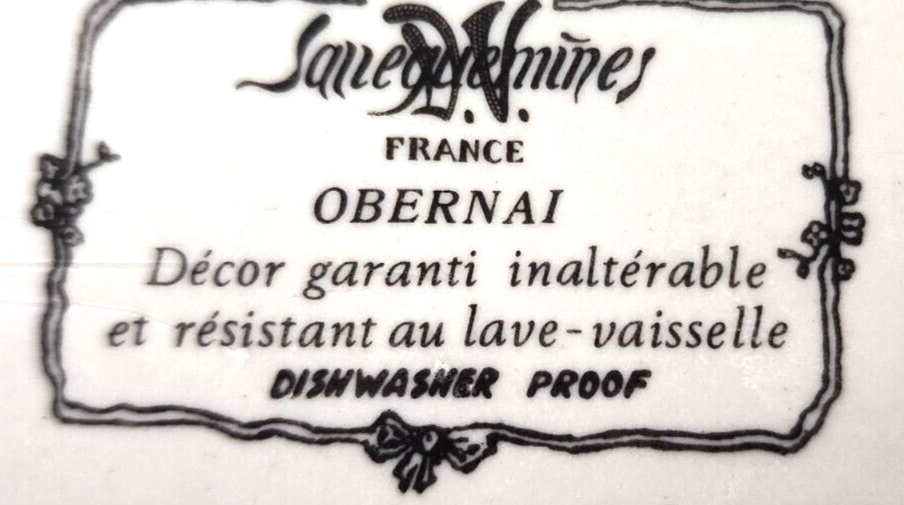 Sarreguemines
D.V.
FRANCE
OBERNAI
Décor garanti inaltérable
et résistant au lave-vaisselle
DISHWASHER PROOF